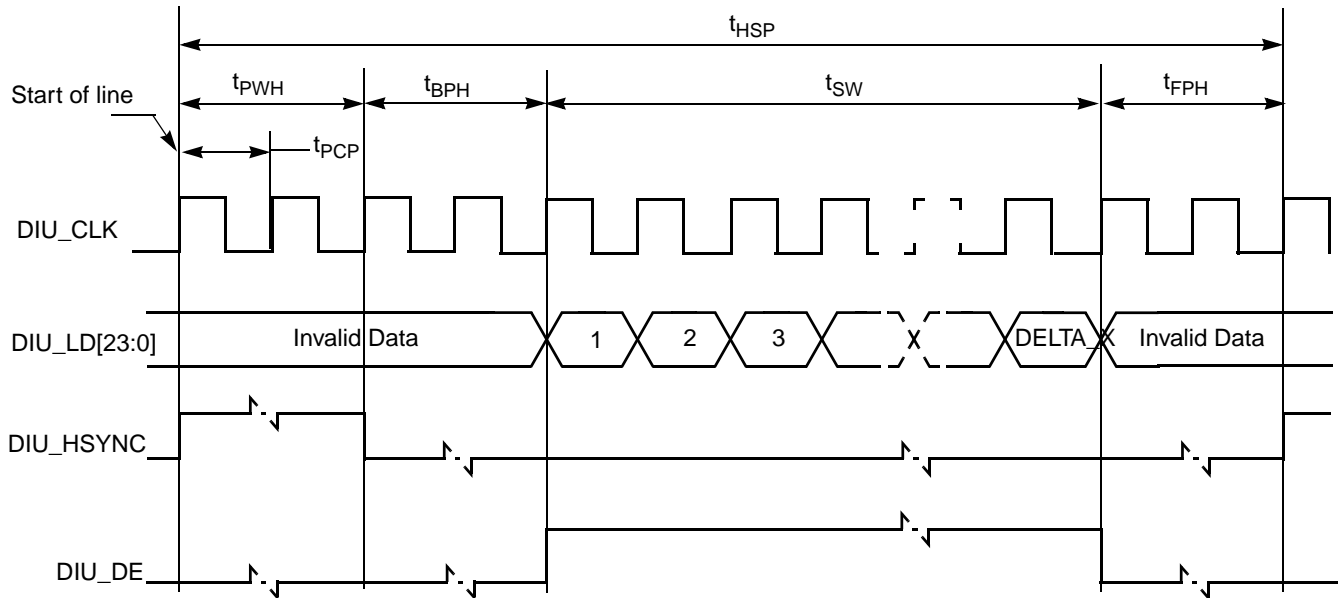 tHSP
tPWH
tBPH
tSW
tFPH
Start of line
tPCP
DIU_CLK
DIU_LD[23:0]
Invalid Data
1
2
3
DELTA_X
Invalid Data
DIU_HSYNC
DIU_DE